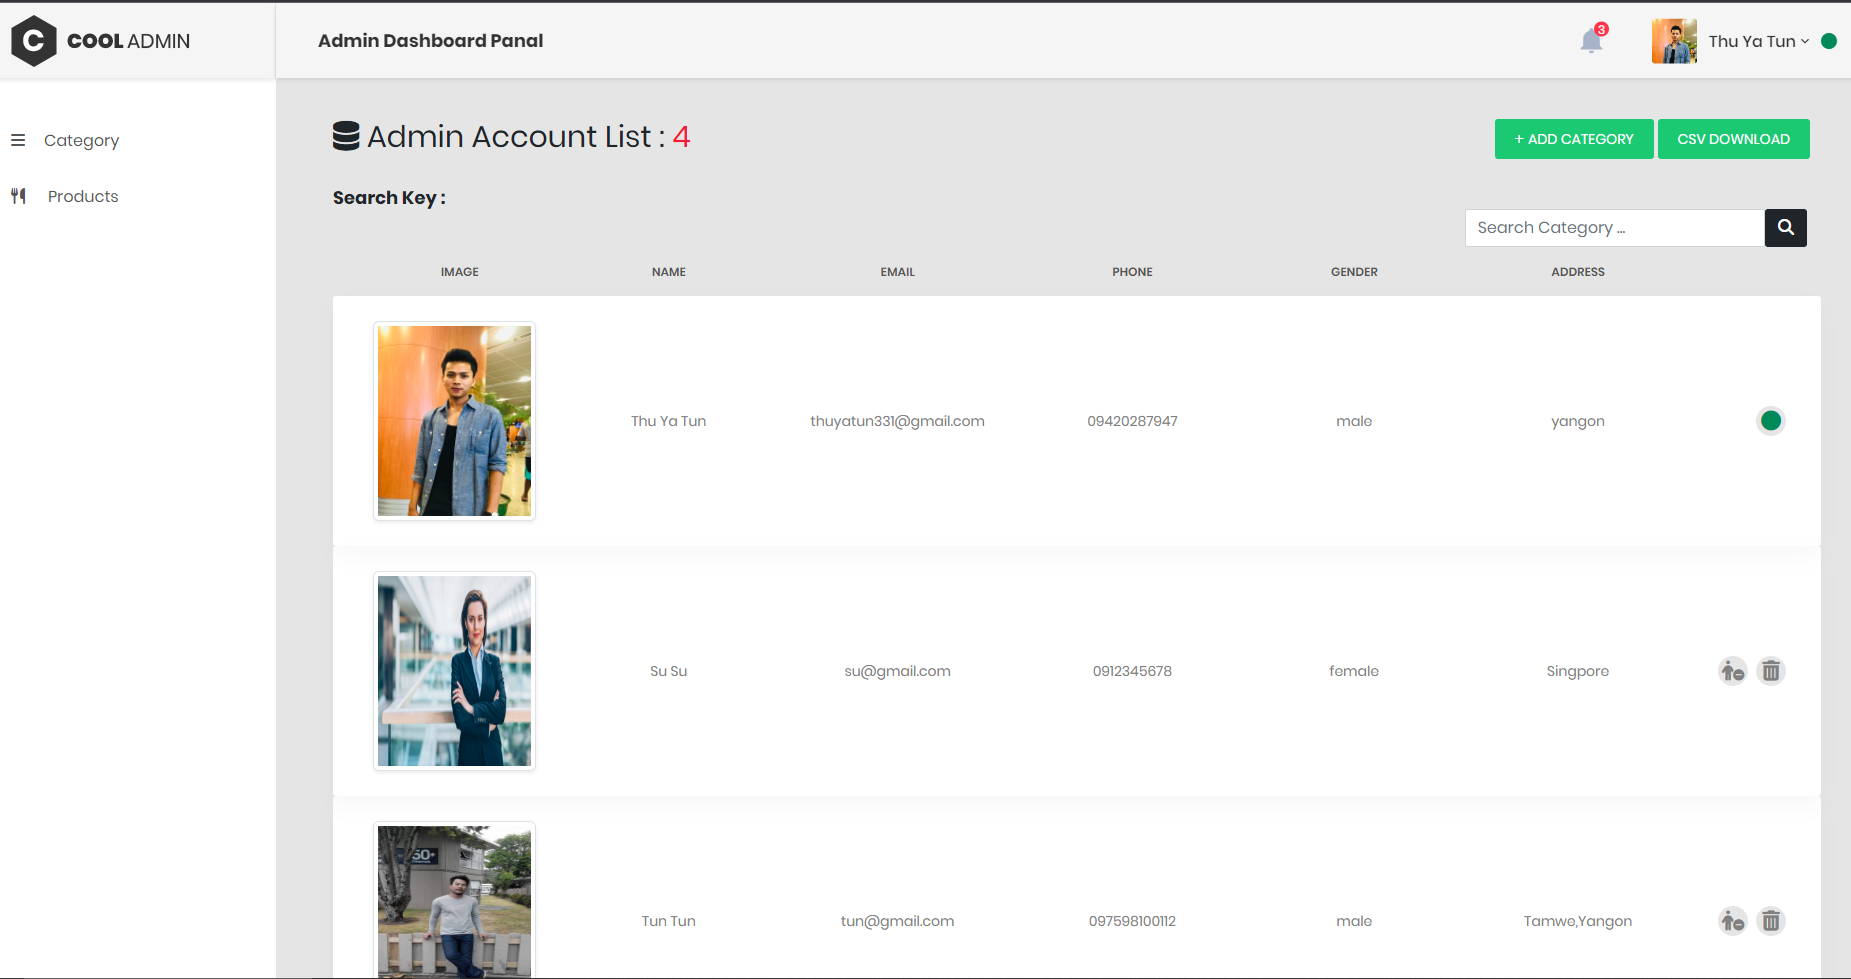 C COOL ADMIN
Admin Dashboard Panal
3
Thu Ya Tun
Category
Products
Admin Account List : 4
+ ADD CATEGORY
CSV DOWNLOAD
Search Key :
Search Category ...
IMAGE NAME EMAIL PHONE GENDER ADDRESS
Thu Ya Tun thuyatun331@gmail.com 09420287947 male yangon
Su Su su@gmail.com 0912345678 female Singpore
50+
Tun Tun tun@gmail.com 097598100112 male Tamwe,Yangon